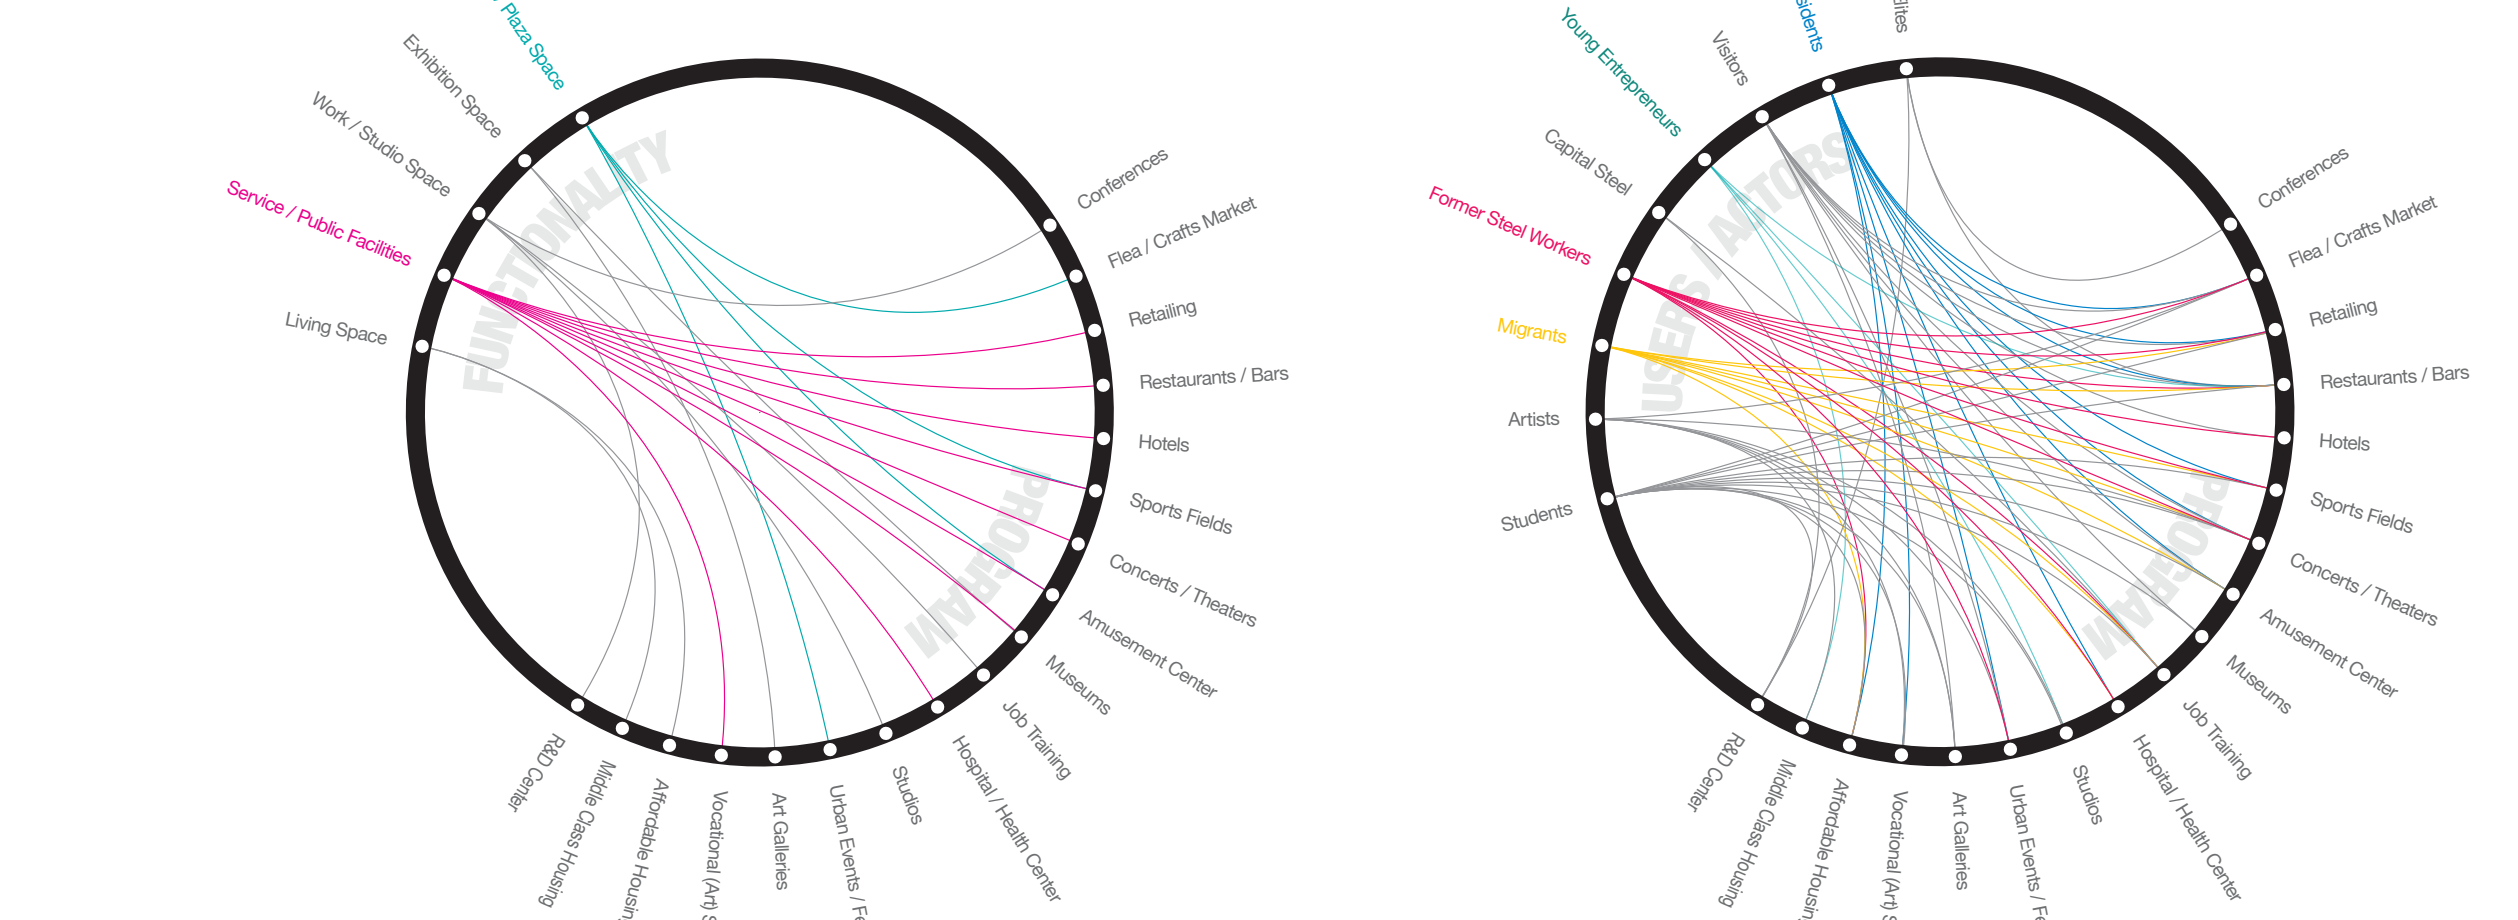 Plaza Space
Exhibition Space
Work / Studio Space
Service / Public Facilities
Living Space
FUNCTIONALITY
Conferences
Flea / Crafts Market
Retailing
Restaurants / Bars
Hotels
Sports Fields
Concerts / Theaters
Amusement Center
Museums
Job Training
Hospital / Health Center
Studios
Urban Events /
Art Galleries
Vocational (Art)
Affordable Housing
Middle Class Housing
R&D Center
PROGRAM
Visitors
Young Entrepreneurs
Capital Steel
Former Steel Workers
Migrants
Artists
Students
USERS / ACTORS
Conferences
Flea / Crafts Market
Retailing
Restaurants / Bars
Hotels
Sports Fields
Concerts / Theaters
Amusement Center
Museums
Job Training
Hospital / Health Center
Studios
Urban Events /
Art Galleries
Vocational (Art)
Affordable Housing
Middle Class Housing
R&D Center
PROGRAM